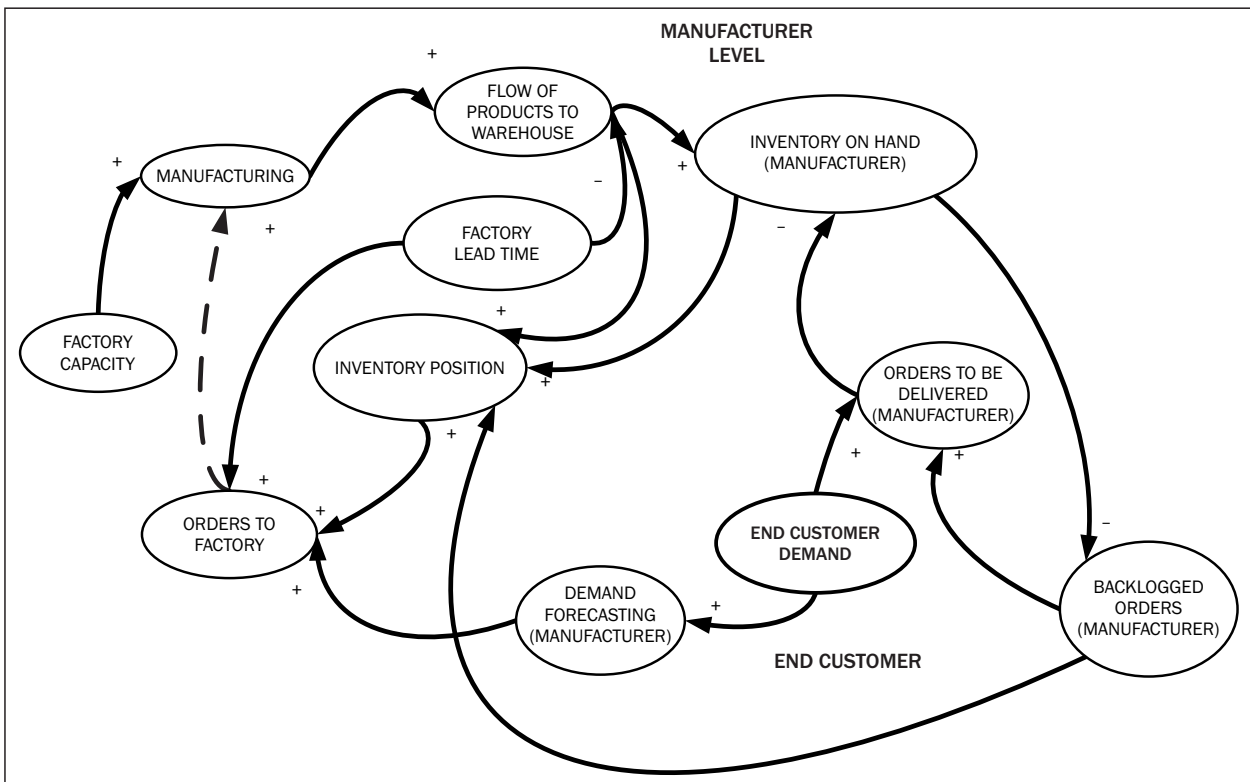 MANUFACTURER
LEVEL
+
FLOW OF
PRODUCTS TO
WAREHOUSE
+
MANUFACTURING
+
INVENTORY ON HAND
(MANUFACTURER)
+
–
FACTORY
LEAD TIME
–
FACTORY
CAPACITY
+
INVENTORY POSITION
+
+
ORDERS TO BE
DELIVERED
(MANUFACTURER)
+
+
ORDERS TO
FACTORY
+
+
+
END CUSTOMER
DEMAND
–
BACKLOGGED
ORDERS
(MANUFACTURER)
DEMAND
FORECASTING
(MANUFACTURER)
+
END CUSTOMER